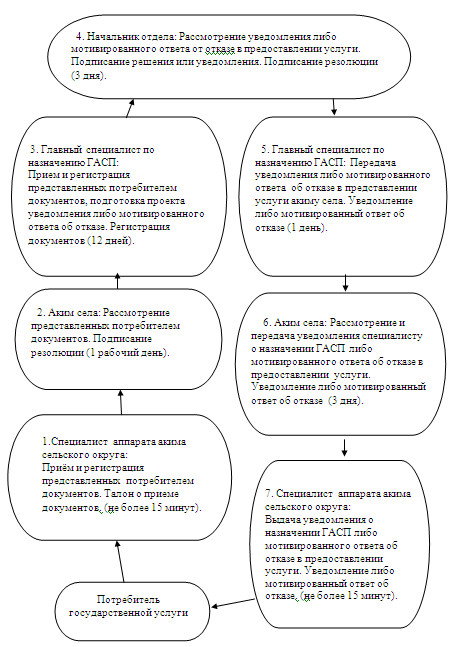 4. Начальник отдела: Рассмотрение уведомления либо
мотивированного ответа от отказе в предоставлении услуги.
Подписание решения или уведомления. Подписание резолюции
(3 дня).
3. Главный специалист по
назначению ГАСП:
Прием и регистрация
представленных потребителем
документов, подготовка проекта
уведомления либо мотивированного
ответа об отказе. Регистрация
документов (12 дней).
5. Главный специалист по
назначению ГАСП: Передача
уведомления либо мотивированного
ответа об отказе в представлении
услуги акиму села. Уведомление
либо мотивированный ответ об
отказе (1 день).
2. Аким села: Рассмотрение
представленных потребителем
документов. Подписание
резолюции (1 рабочий день).
6. Аким села: Рассмотрение и
передача уведомления специалисту
о назначении ГАСП либо
мотивированного ответа об отказе в
предоставлении услуги.
Уведомление либо мотивированный
ответ об отказе (3 дня).
1.Специалист аппарата акима
сельского округа:
Приём и регистрация
представленных потребителем
документов. Талон о приеме
документов, (не более 15 минут).
7. Специалист аппарата акима
сельского округа:
Выдача уведомления о
назначении ГАСП либо
мотивированного ответа об
отказе в предоставлении
услуги. Уведомление либо
мотивированный ответ об
отказе, (не более 15 минут).
Потребитель
государственной услуги